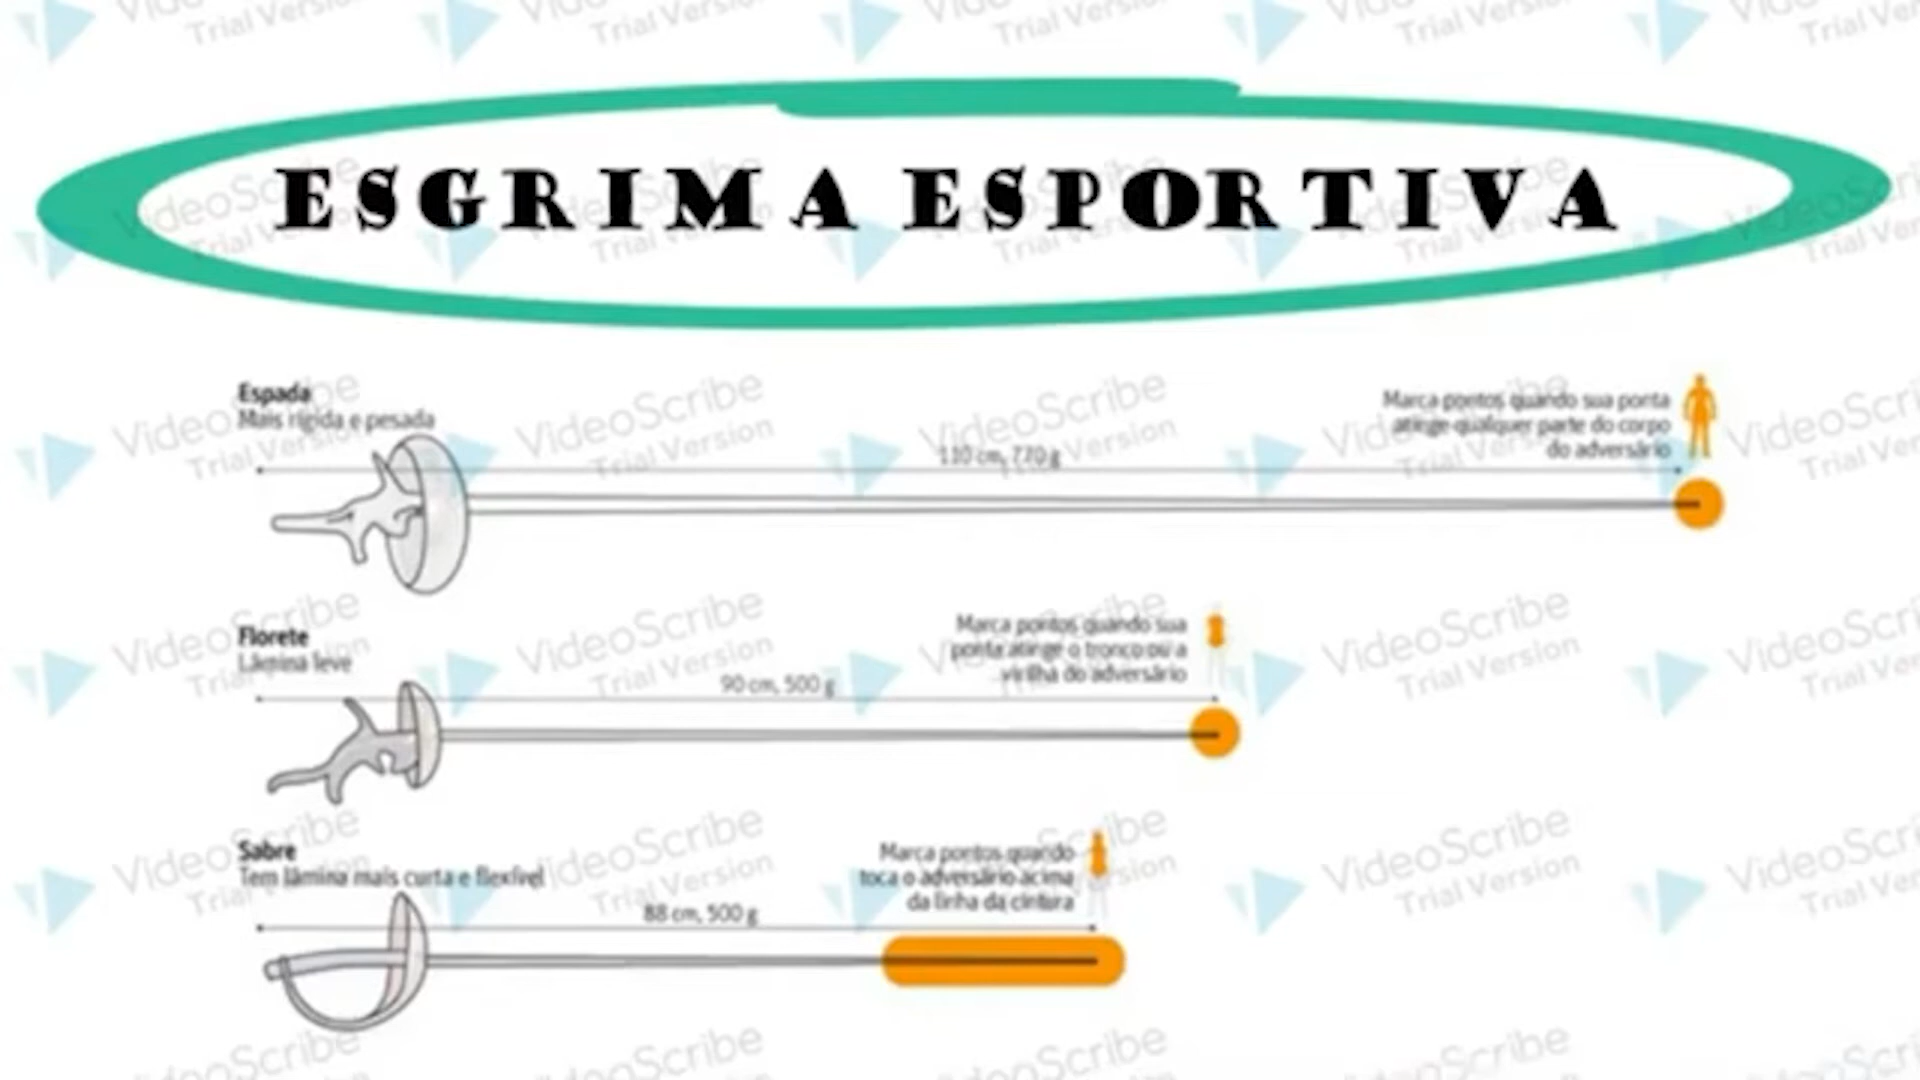 ESGRIMA ESPORTIVA
Espada
Mais rígida e pesada
Marca pontos quando sua ponta
atinge qualquer parte do corpo
do adversário
110 cm, 770 g
Florete
Lâmina leve
Marca pontos quando sua
ponta atinge o tronco ou a
virilha do adversário
90 cm, 500 g
Sabre
Tem lâmina mais curta e flexível
Marca pontos quando
toca o adversário acima
da linha da cintura
88 cm, 500 g
VideoScribe
Trial Version